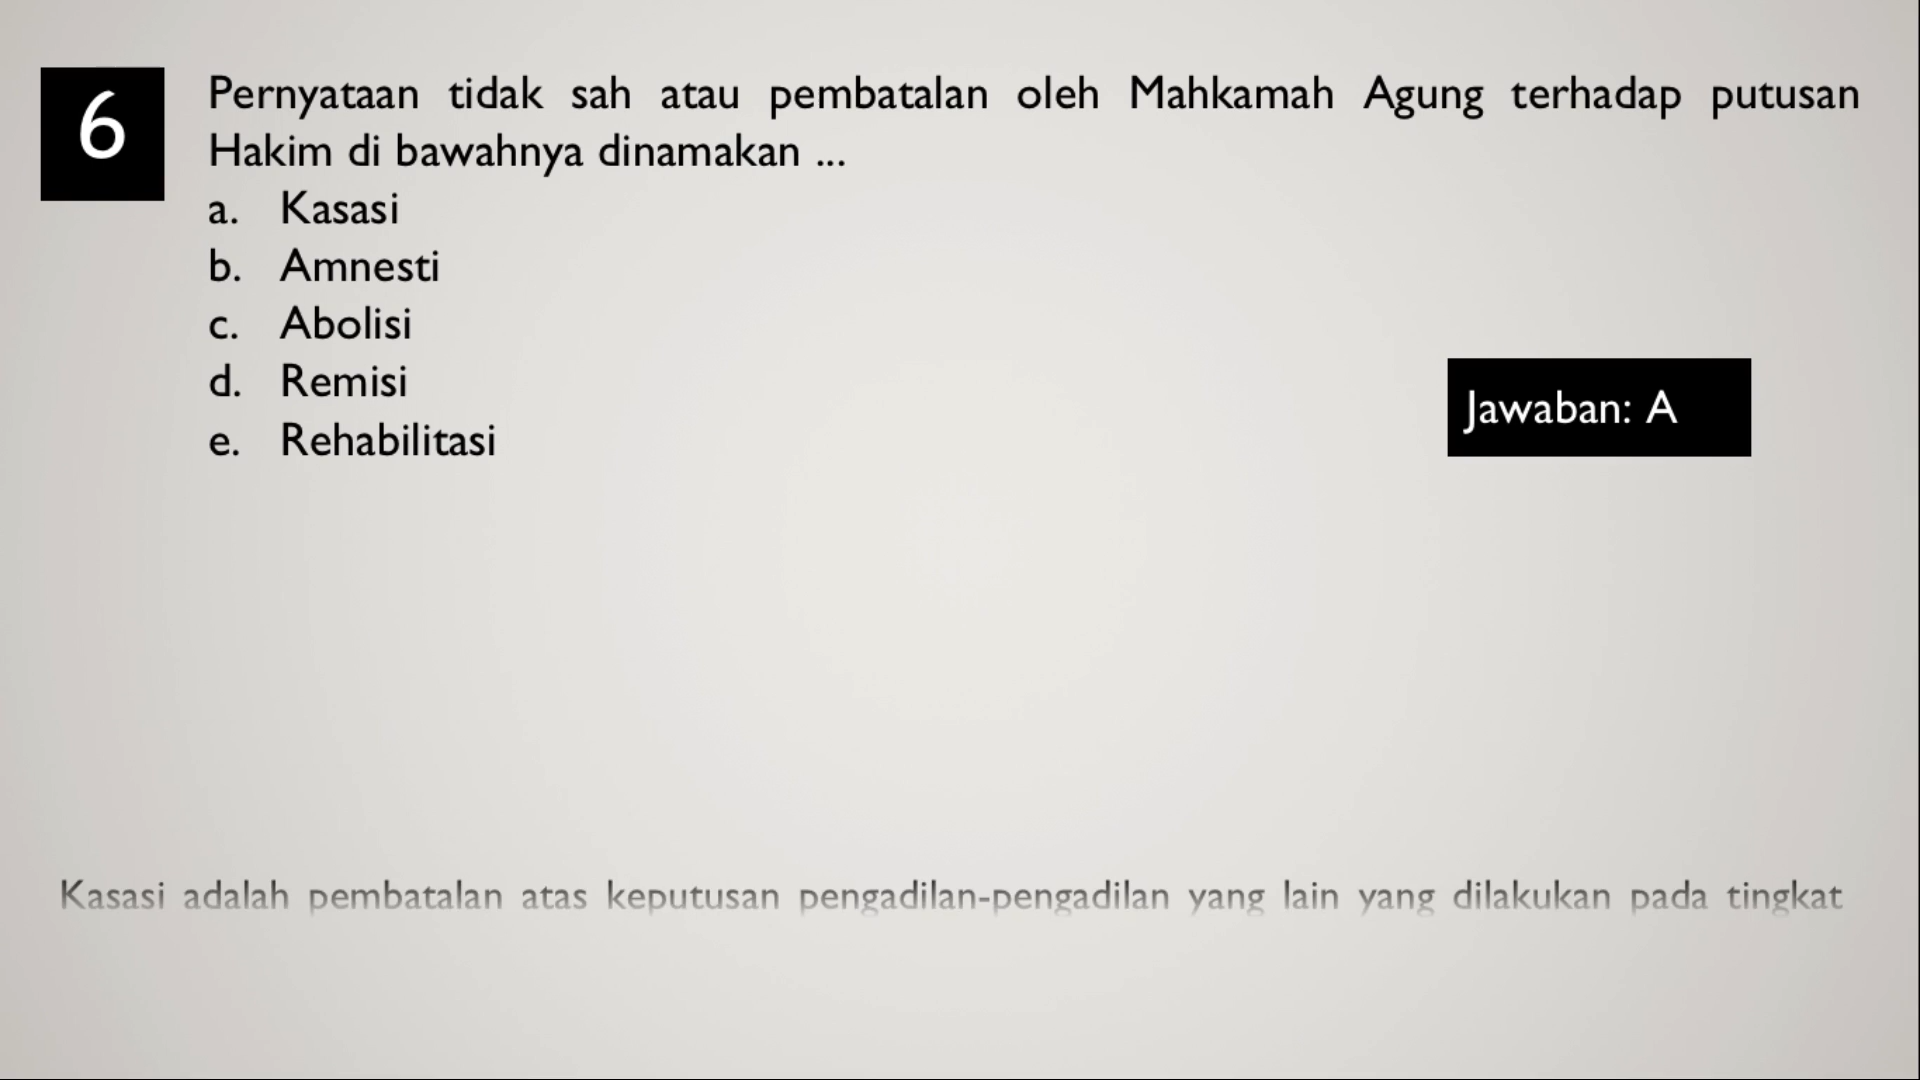 6
Pernyataan tidak sah atau pembatalan oleh Mahkamah Agung terhadap putusan
Hakim di bawahnya dinamakan ...
a. Kasasi
b. Amnesti
c. Abolisi
d. Remisi
e. Rehabilitasi
Jawaban: A
Kasasi adalah pembatalan atas keputusan pengadilan-pengadilan yang lain yang dilakukan pada tingkat